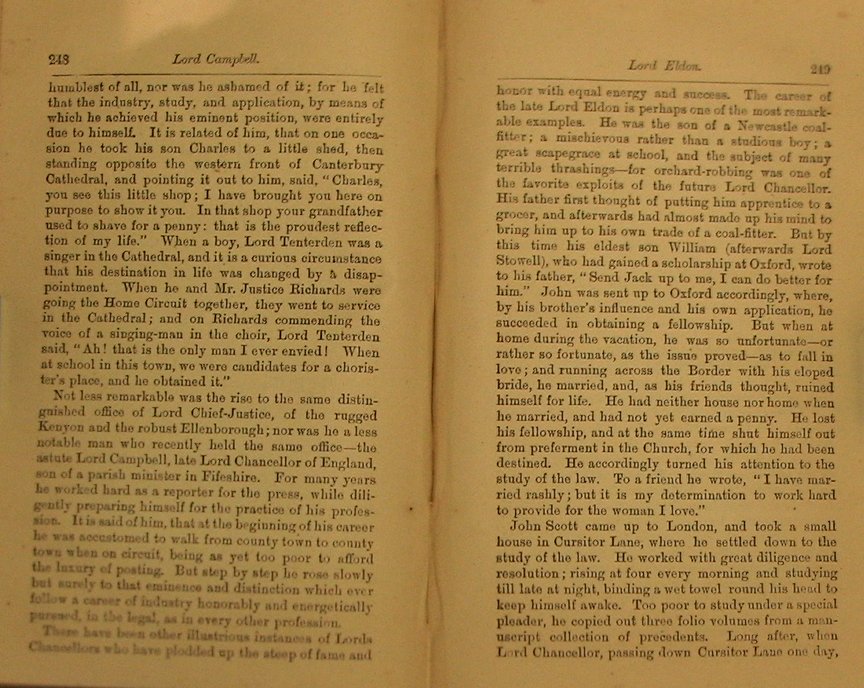 248
Lord Campbell.
humblest of all, nor was he ashamed of it; for he felt
that the industry, study, and application, by means of
which he achieved his eminent position, were entirely
due to himself. It is related of him, that on one occa-
sion he took his son Charles to a little shed, then
standing opposite the western front of Canterbury
Cathedral, and pointing it out to him, said, "Charles,
you see this little shop; I have brought you here on
purpose to show it you. In that shop your grandfather
used to shave for a penny: that is the proudest reflec-
tion of my life." When a boy, Lord Tenterden was a
singer in the Cathedral, and it is a curious circumstance
that his destination in life was changed by a disap-
pointment. When he and Mr. Justice Richards were
going the Home Circuit together, they went to service
in the Cathedral; and on Richards commending the
voice of a singing-man in the choir, Lord Tenterden
said, "Ah! that is the only man I ever envied! When
at school in this town, we were candidates for a choris-
ter's place, and he obtained it."
Not less remarkable was the rise to the same distin-
guished office of Lord Chief-Justice, of the rugged
Kenyon and the robust Ellenborough; nor was he a less
notable man who recently held the same office—the
astute Lord Campbell, late Lord Chancellor of England,
son of a parish minister in Fifeshire. For many years
he worked hard as a reporter for the press, while dili-
gently preparing himself for the practice of his profes-
sion. It is said of him, that at the beginning of his career
he was accustomed to walk from county town to county
town when on circuit, being as yet too poor to afford
the luxury of posting. But step by step he rose slowly
but surely to that eminence and distinction which ever
follow a career of industry honorably and energetically
pursued, in the legal, as in every other profession.
There have been other illustrious instances of Lords
Chancellors who have plodded up the steep of fame and
Lord Eldon.
249
honor with equal energy and success. The career of
the late Lord Eldon is perhaps one of the most remark-
able examples. He was the son of a Newcastle coal-
fitter; a mischievous rather than a studious boy; a
great scapegrace at school, and the subject of many
terrible thrashings—for orchard-robbing was one of
the favorite exploits of the future Lord Chancellor.
His father first thought of putting him apprentice to a
grocer, and afterwards had almost made up his mind to
bring him up to his own trade of a coal-fitter. But by
this time his eldest son William (afterwards Lord
Stowell), who had gained a scholarship at Oxford, wrote
to his father, "Send Jack up to me, I can do better for
him." John was sent up to Oxford accordingly, where,
by his brother's influence and his own application, he
succeeded in obtaining a fellowship. But when at
home during the vacation, he was so unfortunate—or
rather so fortunate, as the issue proved—as to fall in
love; and running across the Border with his eloped
bride, he married, and, as his friends thought, ruined
himself for life. He had neither house nor home when
he married, and had not yet earned a penny. He lost
his fellowship, and at the same time shut himself out
from preferment in the Church, for which he had been
destined. He accordingly turned his attention to the
study of the law. To a friend he wrote, "I have mar-
ried rashly; but it is my determination to work hard
to provide for the woman I love."
John Scott came up to London, and took a small
house in Cursitor Lane, where he settled down to the
study of the law. He worked with great diligence and
resolution; rising at four every morning and studying
till late at night, binding a wet towel round his head to
keep himself awake. Too poor to study under a special
pleader, he copied out three folio volumes from a man-
uscript collection of precedents. Long after, when
Lord Chancellor, passing down Cursitor Lane one day,